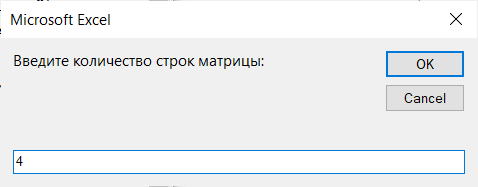 Microsoft Excel
Введите количество строк матрицы:
OK
Cancel
4